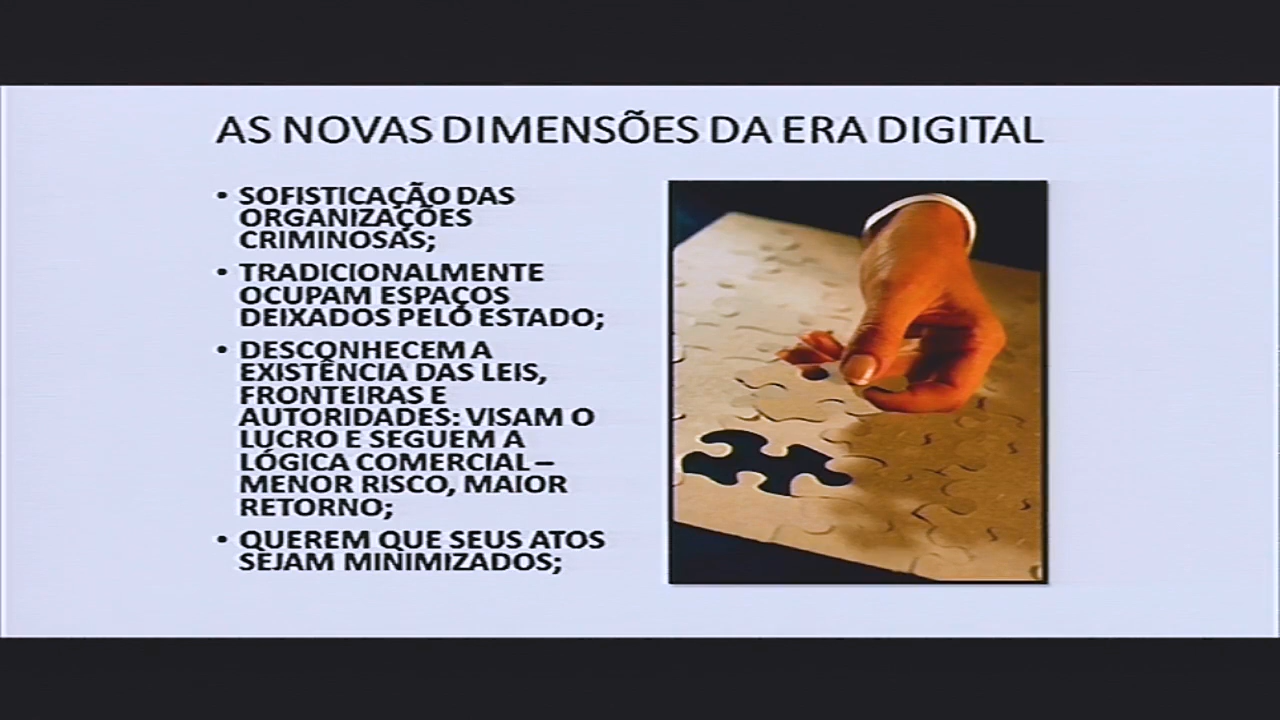 AS NOVAS DIMENSÕES DA ERA DIGITAL
• SOFISTICAÇÃO DAS
ORGANIZAÇÕES
CRIMINOSAS;
• TRADICIONALMENTE
OCUPAM ESPAÇOS
DEIXADOS PELO ESTADO;
• DESCONHECEM A
EXISTÊNCIA DAS LEIS,
FRONTEIRAS E
AUTORIDADES: VISAM O
LUCRO E SEGUEM A
LÓGICA COMERCIAL –
MENOR RISCO, MAIOR
RETORNO;
• QUEREM QUE SEUS ATOS
SEJAM MINIMIZADOS;